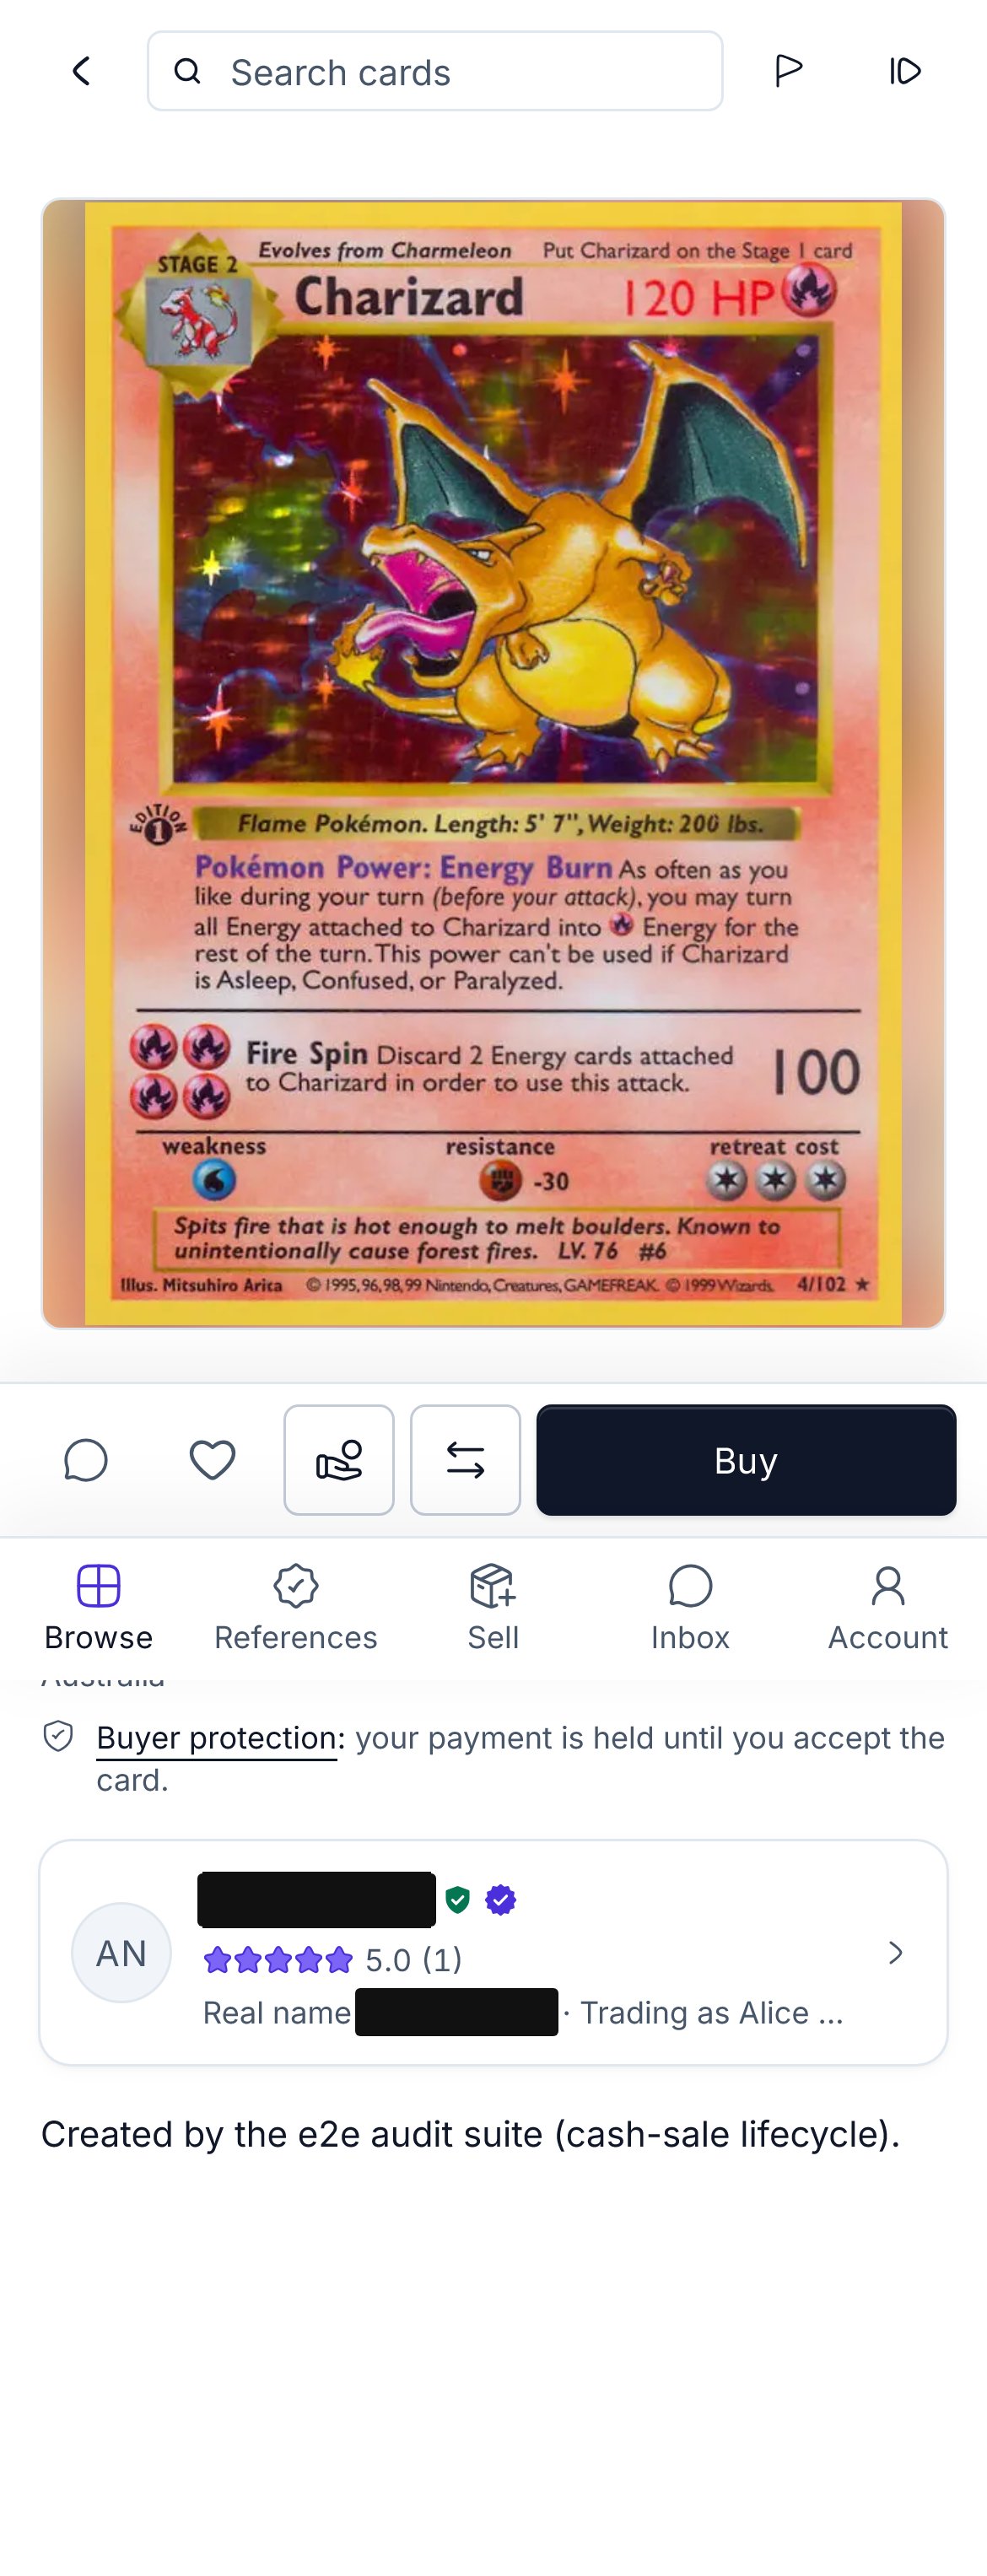 Search cards
STAGE 2
Evolves from Charmeleon
Put Charizard on the Stage 1 card
Charizard
120 HP
EDITION
1
Flame Pokémon. Length: 5' 7", Weight: 200 lbs.
Pokémon Power: Energy Burn As often as you
like during your turn (before your attack), you may turn
all Energy attached to Charizard into Energy for the
rest of the turn. This power can't be used if Charizard
is Asleep, Confused, or Paralyzed.
Fire Spin Discard 2 Energy cards attached
to Charizard in order to use this attack.
100
weakness
resistance
retreat cost
-30
Spits fire that is hot enough to melt boulders. Known to
unintentionally cause forest fires. LV. 76 #6
Illus. Mitsuhiro Arita © 1995, 96, 98, 99 Nintendo, Creatures, GAMEFREAK. © 1999 Wizards. 4/102 ★
Buy
Browse
References
Sell
Inbox
Account
Australia
Buyer protection: your payment is held until you accept the
card.
AN
5.0 (1)
Real name · Trading as Alice ...
Created by the e2e audit suite (cash-sale lifecycle).